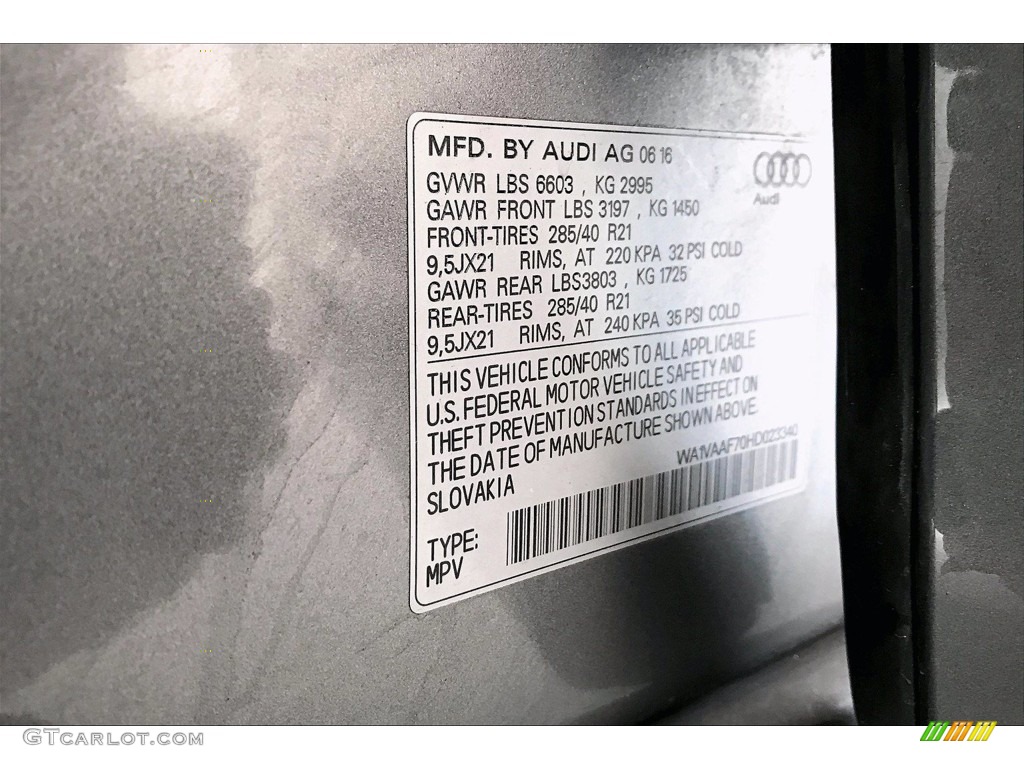 MFD. BY AUDI AG 06 16
Audi
GVWR LBS 6603 , KG 2995
GAWR FRONT LBS 3197 , KG 1450
FRONT-TIRES 285/40 R21
9,5JX21 RIMS, AT 220 KPA 32 PSI COLD
GAWR REAR LBS3803 , KG 1725
REAR-TIRES 285/40 R21
9,5JX21 RIMS, AT 240 KPA 35 PSI COLD
THIS VEHICLE CONFORMS TO ALL APPLICABLE
U.S. FEDERAL MOTOR VEHICLE SAFETY AND
THEFT PREVENTION STANDARDS IN EFFECT ON
THE DATE OF MANUFACTURE SHOWN ABOVE.
SLOVAKIA
WA1VAAF70HD023340
TYPE:
MPV
GTCARLOT.COM